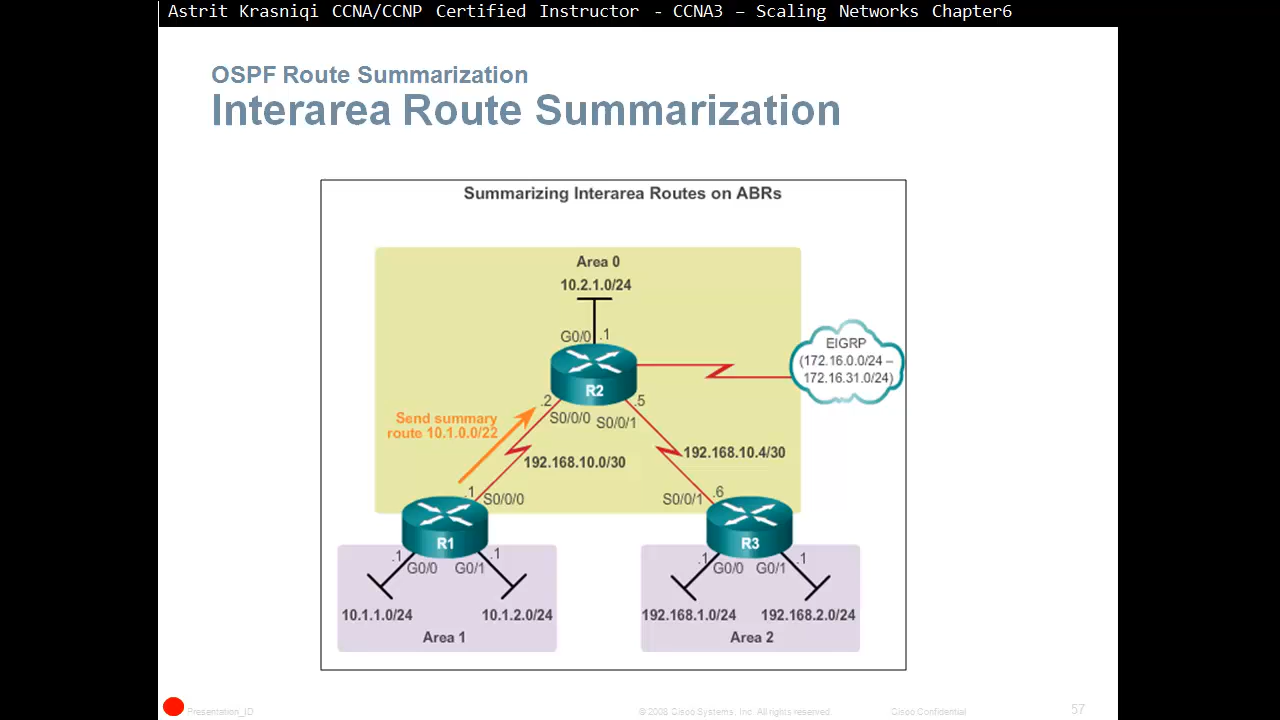 Astrit Krasniqi CCNA/CCNP Certified Instructor - CCNA3 – Scaling Networks Chapter6
OSPF Route Summarization
Interarea Route Summarization
Summarizing Interarea Routes on ABRs
Area 0
10.2.1.0/24
G0/0
.1
EIGRP
(172.16.0.0/24 –
172.16.31.0/24)
R2
.2
.5
S0/0/0
S0/0/1
Send summary
route 10.1.0.0/22
192.168.10.0/30
192.168.10.4/30
.1
S0/0/0
S0/0/1
.6
R1
R3
.1
G0/0
G0/1
.1
.1
G0/0
G0/1
.1
10.1.1.0/24
10.1.2.0/24
192.168.1.0/24
192.168.2.0/24
Area 1
Area 2
Presentation_ID
© 2008 Cisco Systems, Inc. All rights reserved.
Cisco Confidential
57